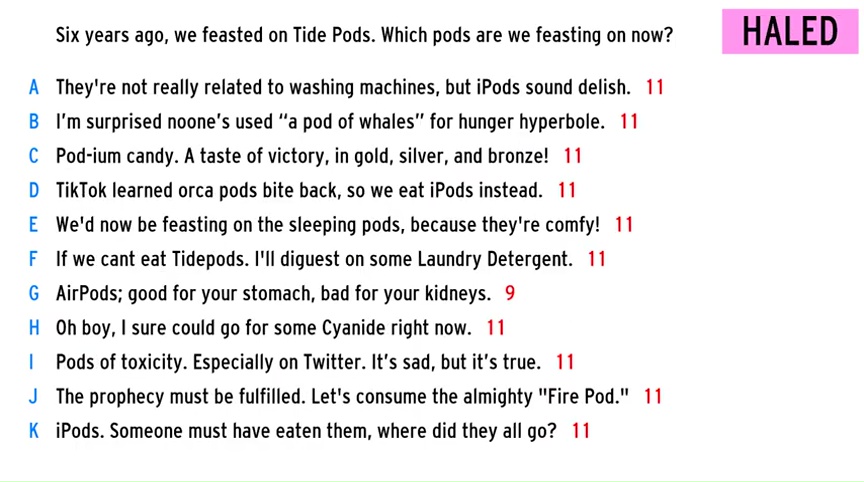 Six years ago, we feasted on Tide Pods. Which pods are we feasting on now?
HALED
A They're not really related to washing machines, but iPods sound delish. 11
B I'm surprised noone's used “a pod of whales” for hunger hyperbole. 11
C Pod-ium candy. A taste of victory, in gold, silver, and bronze! 11
D TikTok learned orca pods bite back, so we eat iPods instead. 11
E We'd now be feasting on the sleeping pods, because they're comfy! 11
F If we cant eat Tidepods. I'll diguest on some Laundry Detergent. 11
G AirPods; good for your stomach, bad for your kidneys. 9
H Oh boy, I sure could go for some Cyanide right now. 11
I Pods of toxicity. Especially on Twitter. It's sad, but it's true. 11
J The prophecy must be fulfilled. Let's consume the almighty "Fire Pod." 11
K iPods. Someone must have eaten them, where did they all go? 11